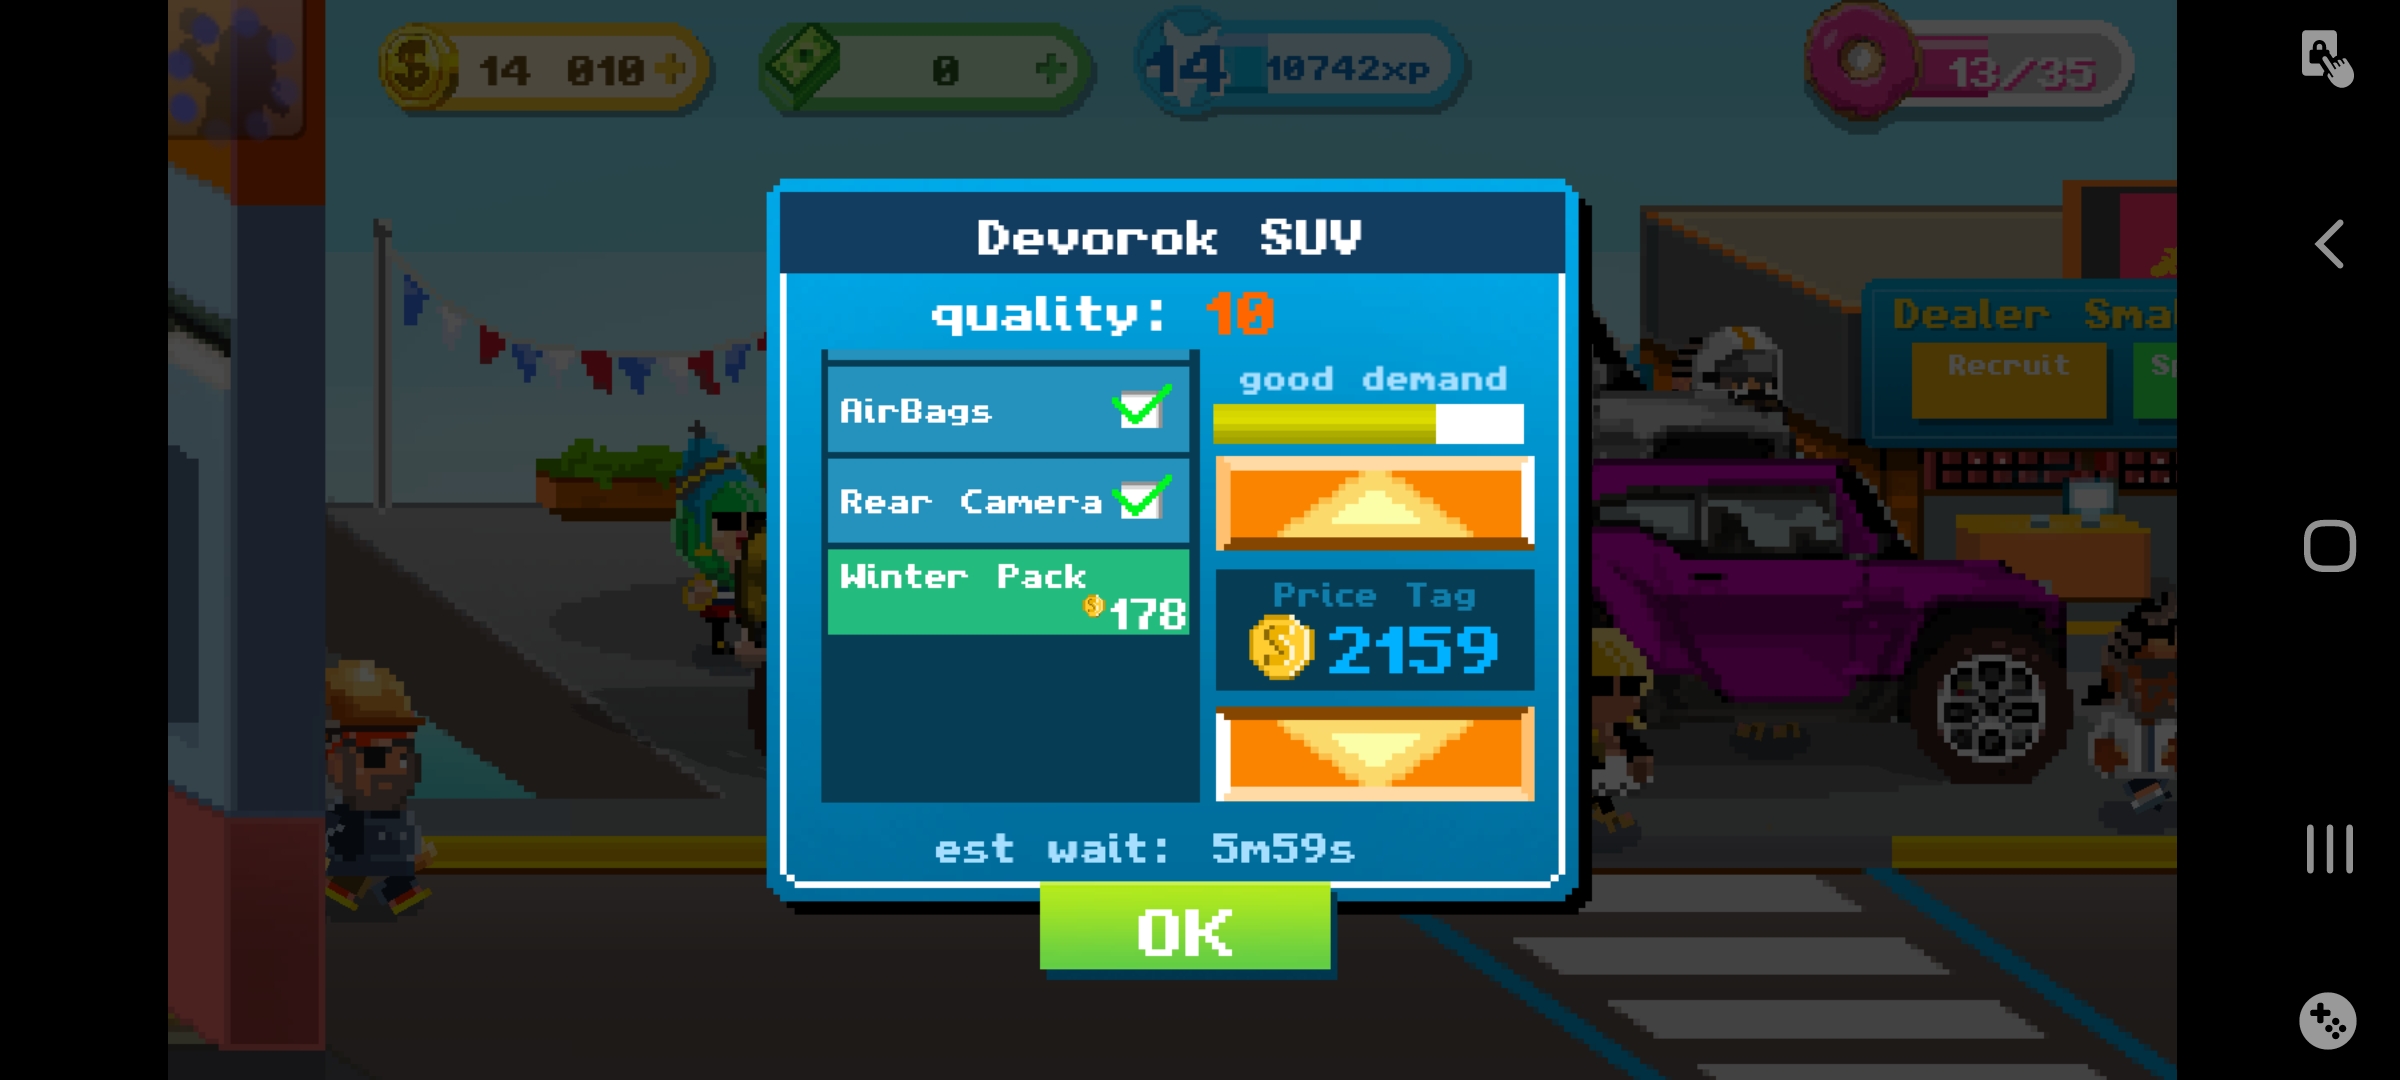 14 010
0
14 10742xp
13/35
Devorok SUV
quality: 10
AirBags
Rear Camera
Winter Pack
178
good demand
Price Tag
2159
est wait: 5m59s
OK
Dealer
Recruit